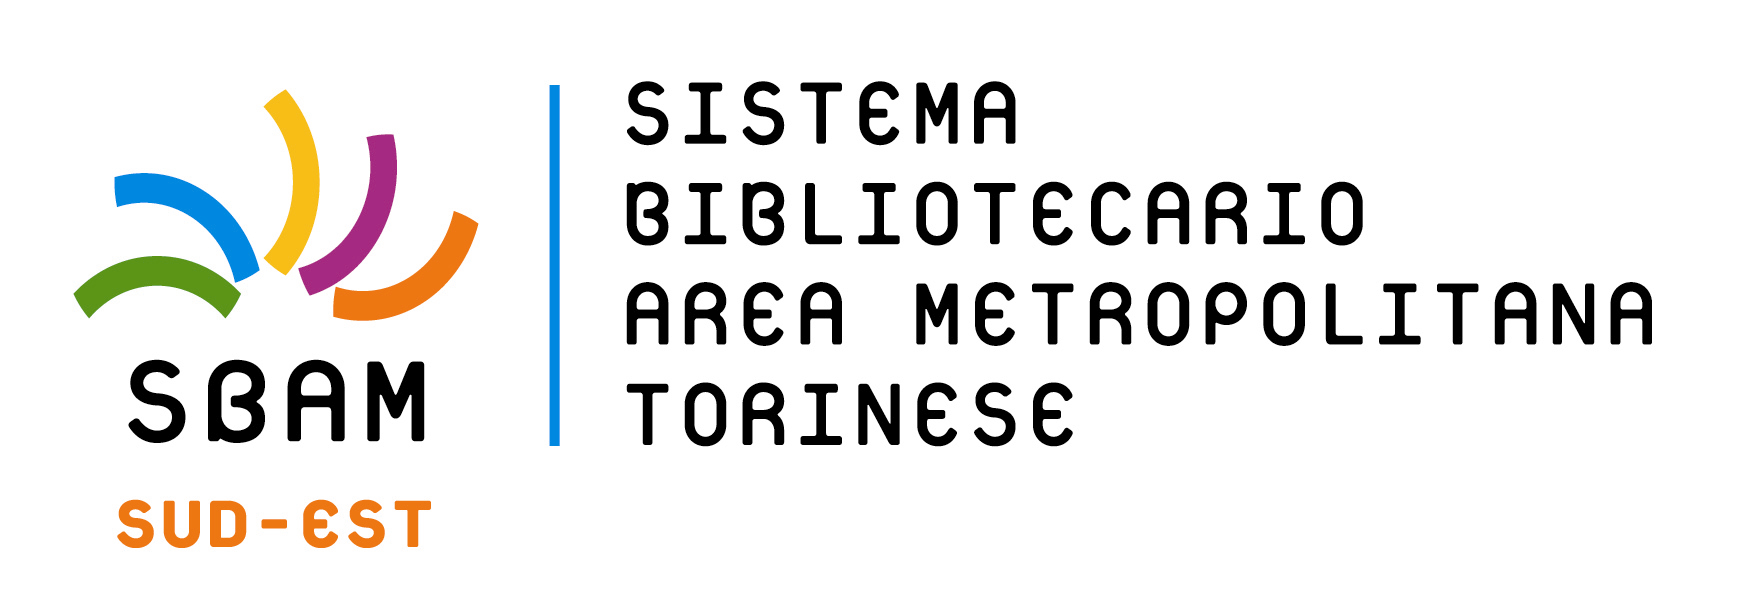 SBAM
SUD-EST
SISTEMA
BIBLIOTECARIO
AREA METROPOLITANA
TORINESE